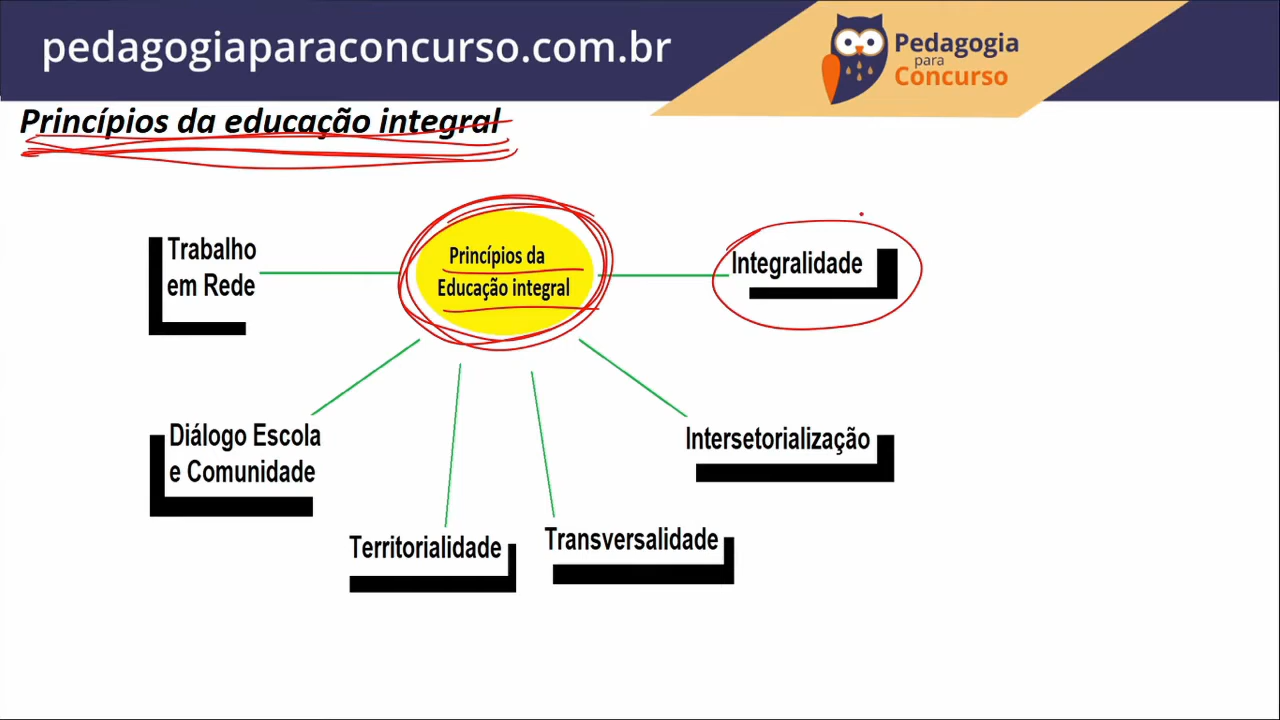 pedagogiaparaconcurso.com.br
Pedagogia
para
Concurso
Princípios da educação integral
Trabalho
em Rede
Princípios da
Educação integral
Integralidade
Diálogo Escola
e Comunidade
Intersetorialização
Territorialidade
Transversalidade